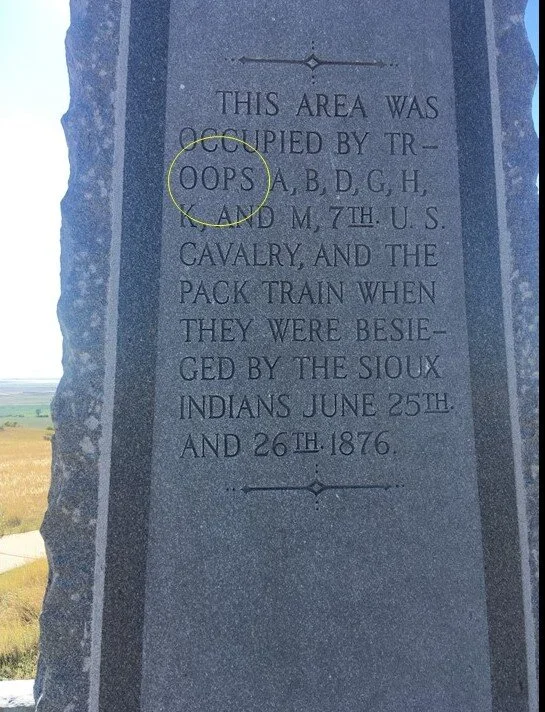 THIS AREA WAS
OCCUPIED BY TR-
OOPS A, B, D, G, H,
K, AND M, 7TH. U. S.
CAVALRY, AND THE
PACK TRAIN WHEN
THEY WERE BESIE-
GED BY THE SIOUX
INDIANS JUNE 25TH.
AND 26TH. 1876.